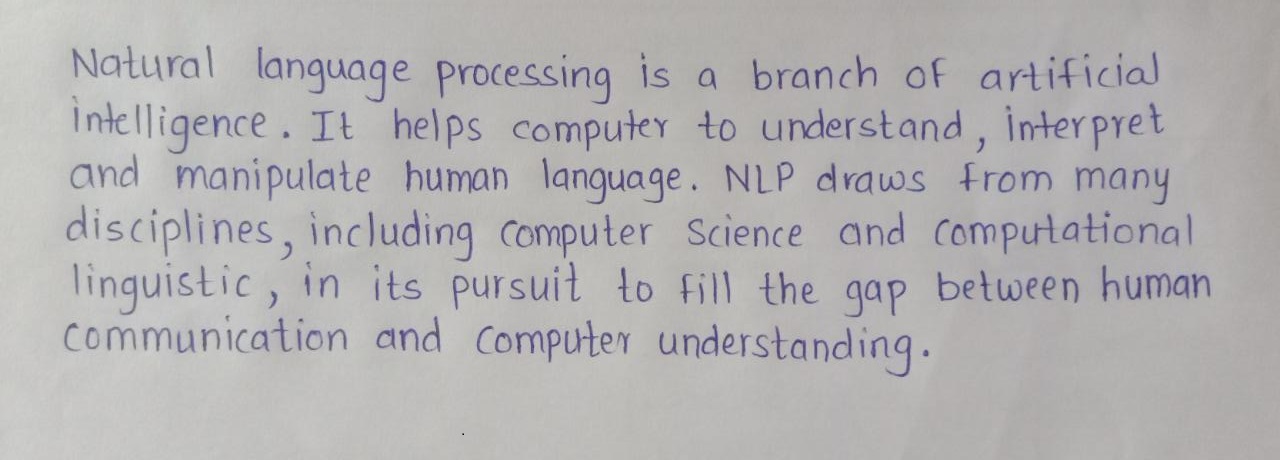 Natural language processing is a branch of artificial
intelligence. It helps computer to understand, interpret
and manipulate human language. NLP draws from many
disciplines, including computer science and computational
linguistic, in its pursuit to fill the gap between human
communication and computer understanding.